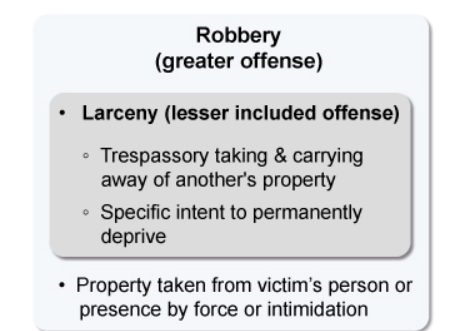 Robbery
(greater offense)
• Larceny (lesser included offense)
◦ Trespassory taking & carrying
away of another's property
◦ Specific intent to permanently
deprive
• Property taken from victim's person or
presence by force or intimidation